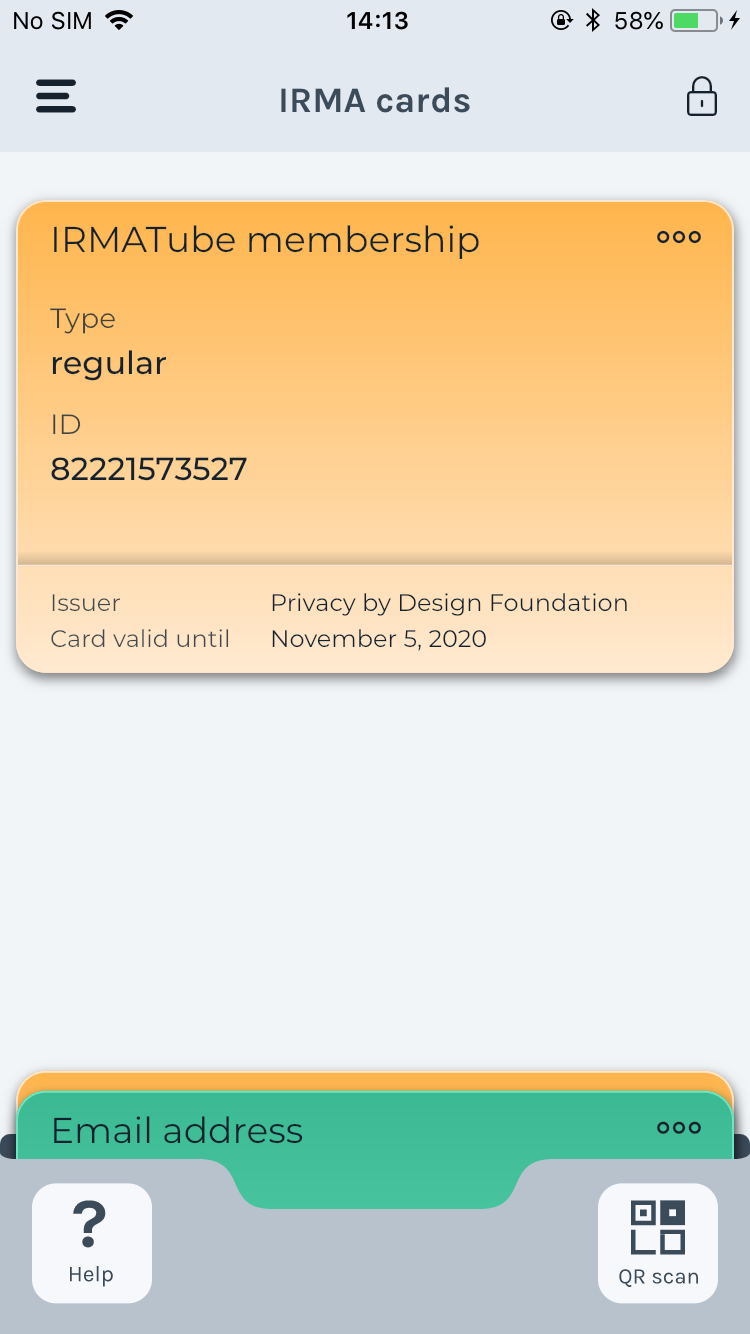 No SIM 14:13 58%
IRMA cards
IRMATube membership
Type
regular
ID
82221573527
Issuer Privacy by Design Foundation
Card valid until November 5, 2020
Email address
?
Help QR scan